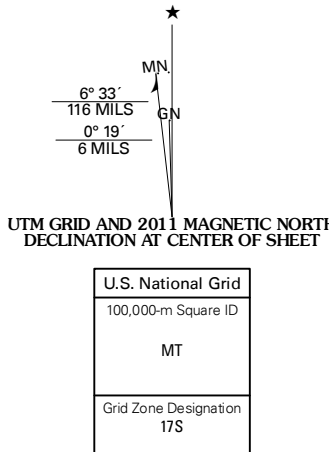 MN.
6° 33´
116 MILS
GN
0° 19´
6 MILS
UTM GRID AND 2011 MAGNETIC NORTH
DECLINATION AT CENTER OF SHEET
U.S. National Grid
100,000-m Square ID
MT
Grid Zone Designation
17S